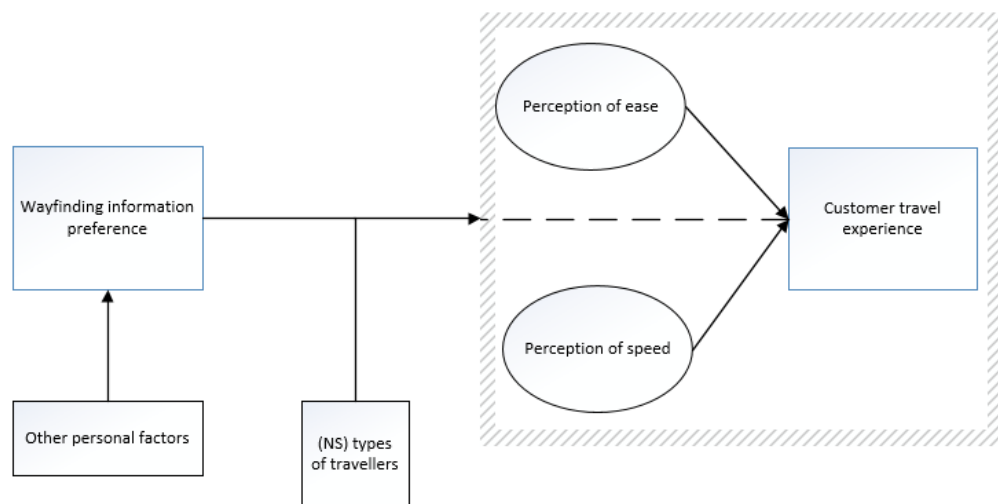 Perception of ease
Wayfinding information
preference
Customer travel
experience
Perception of speed
Other personal factors
(NS) types
of travellers